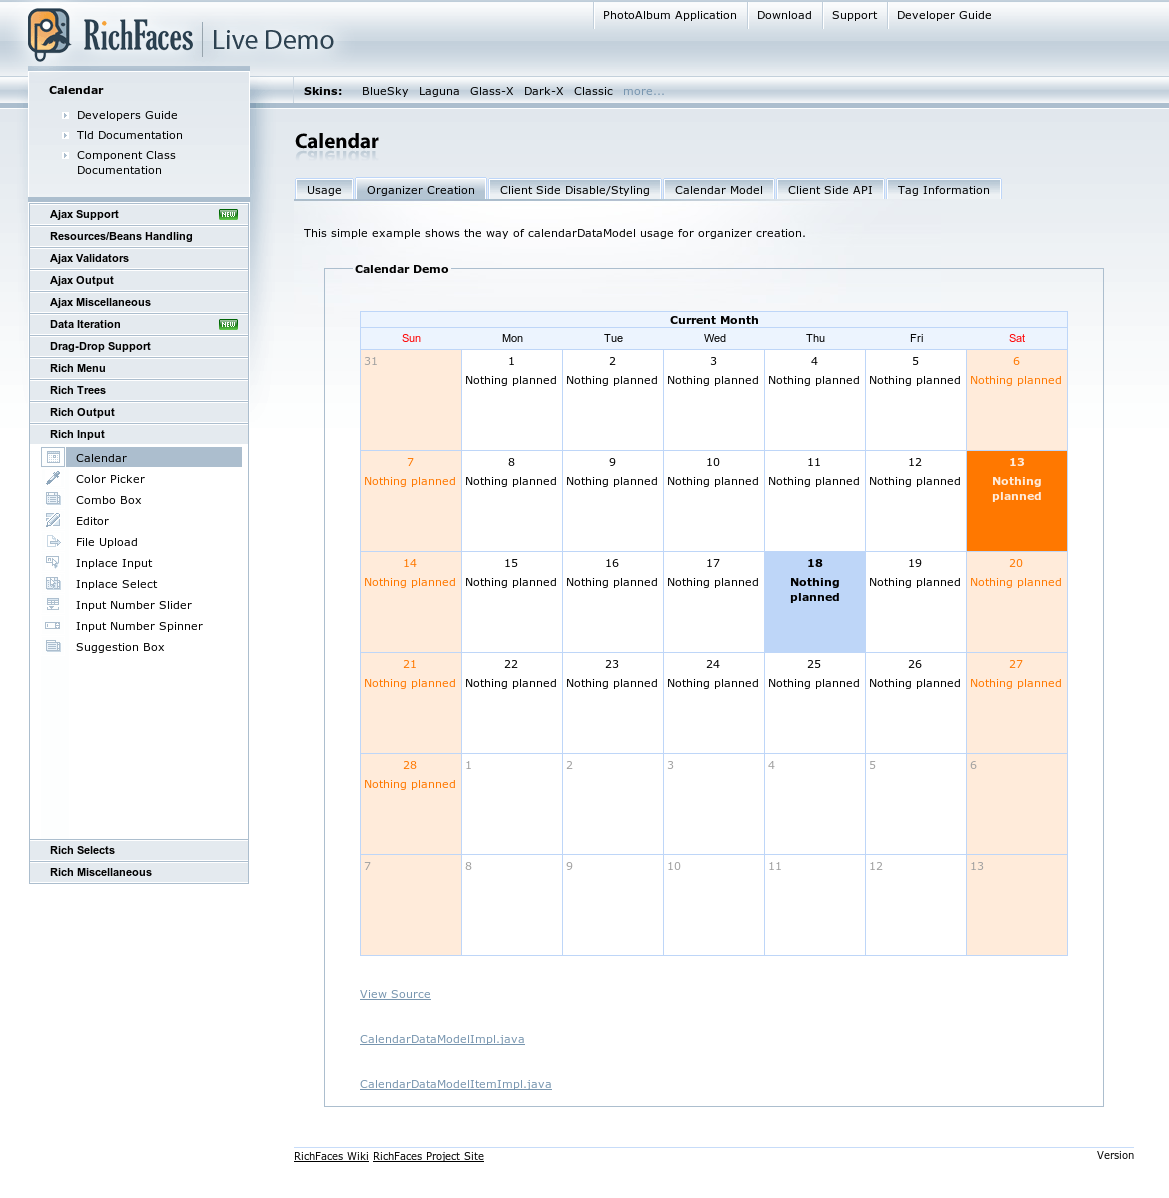 RichFaces Live Demo
PhotoAlbum Application Download Support Developer Guide
Calendar
Developers Guide
Tld Documentation
Component Class
Documentation
Skins: BlueSky Laguna Glass-X Dark-X Classic more...
Ajax Support NEW
Resources/Beans Handling
Ajax Validators
Ajax Output
Ajax Miscellaneous
Data Iteration NEW
Drag-Drop Support
Rich Menu
Rich Trees
Rich Output
Rich Input
Calendar
Color Picker
Combo Box
Editor
File Upload
Inplace Input
Inplace Select
Input Number Slider
Input Number Spinner
Suggestion Box
Rich Selects
Rich Miscellaneous
Calendar
Usage Organizer Creation Client Side Disable/Styling Calendar Model Client Side API Tag Information
This simple example shows the way of calendarDataModel usage for organizer creation.
Calendar Demo
Current Month
Sun Mon Tue Wed Thu Fri Sat
31 1 2 3 4 5 6
Nothing planned Nothing planned Nothing planned Nothing planned Nothing planned Nothing planned
7 8 9 10 11 12 13
Nothing planned Nothing planned Nothing planned Nothing planned Nothing planned Nothing planned Nothing
planned
14 15 16 17 18 19 20
Nothing planned Nothing planned Nothing planned Nothing planned Nothing Nothing planned Nothing planned
planned
21 22 23 24 25 26 27
Nothing planned Nothing planned Nothing planned Nothing planned Nothing planned Nothing planned Nothing planned
28 1 2 3 4 5 6
Nothing planned
7 8 9 10 11 12 13
View Source
CalendarDataModelImpl.java
CalendarDataModelItemImpl.java
RichFaces Wiki RichFaces Project Site Version